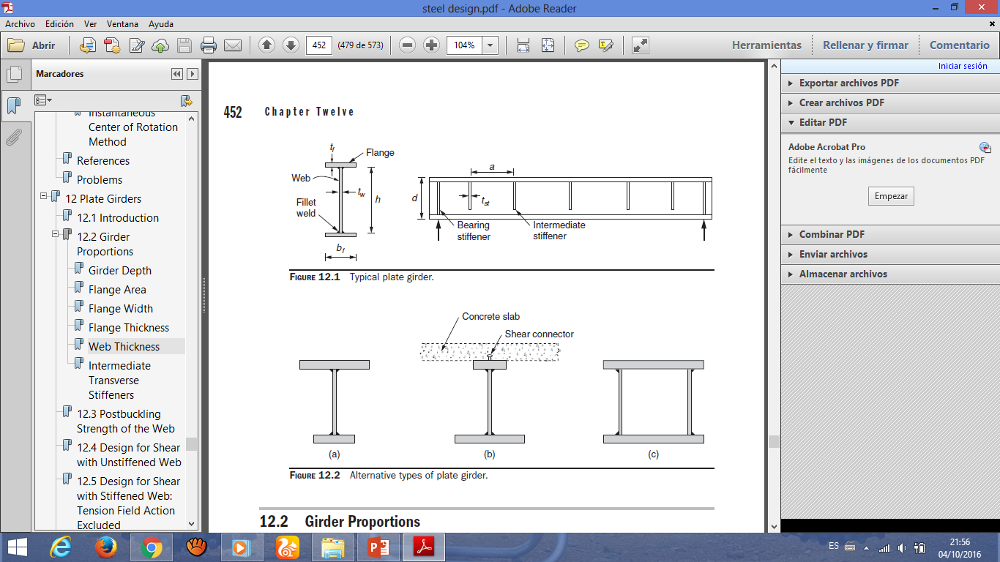 steel design.pdf - Adobe Reader
Archivo Edición Ver Ventana Ayuda
Abrir 452 (479 de 573) 104% Herramientas Rellenar y firmar Comentario
Iniciar sesión
Marcadores
Instantaneous
Center of Rotation
Method
References
Problems
12 Plate Girders
12.1 Introduction
12.2 Girder
Proportions
Girder Depth
Flange Area
Flange Width
Flange Thickness
Web Thickness
Intermediate
Transverse
Stiffeners
12.3 Postbuckling
Strength of the Web
12.4 Design for Shear
with Unstiffened Web
12.5 Design for Shear
with Stiffened Web:
Tension Field Action
Excluded
452 Chapter Twelve
tf
Flange
Web
tw
h
Fillet
weld
bf
a
d
tst
Bearing
stiffener
Intermediate
stiffener
FIGURE 12.1 Typical plate girder.
Concrete slab
Shear connector
(a) (b) (c)
FIGURE 12.2 Alternative types of plate girder.
12.2 Girder Proportions
Exportar archivos PDF
Crear archivos PDF
Editar PDF
Adobe Acrobat Pro
Edite el texto y las imágenes de los documentos PDF
fácilmente
Empezar
Combinar PDF
Enviar archivos
Almacenar archivos
ES
21:56
04/10/2016